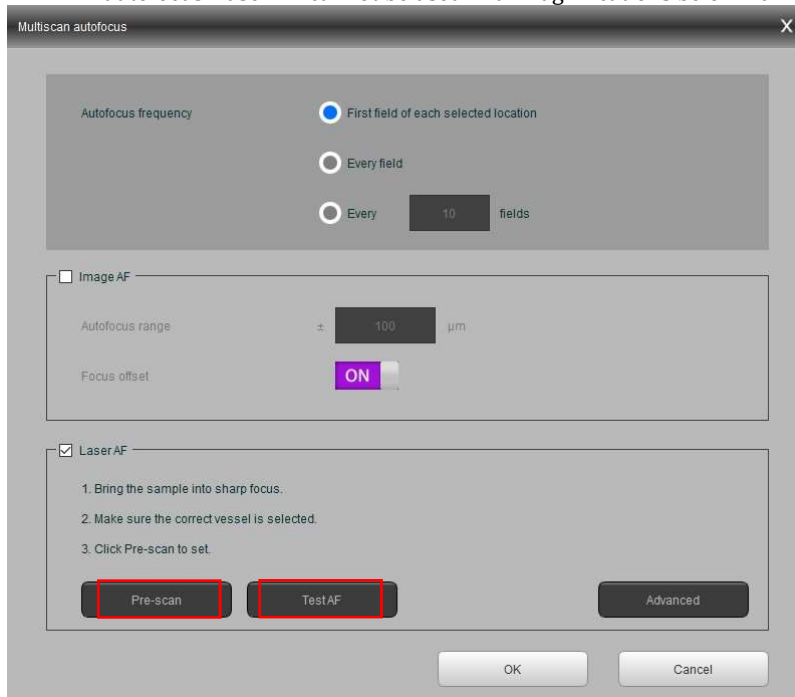 Multiscan autofocus X
Autofocus frequency First field of each selected location
Every field
Every 10 fields
Image AF
Autofocus range ± 100 µm
Focus offset ON
Laser AF
1. Bring the sample into sharp focus.
2. Make sure the correct vessel is selected.
3. Click Pre-scan to set.
Pre-scan Test AF Advanced
OK Cancel